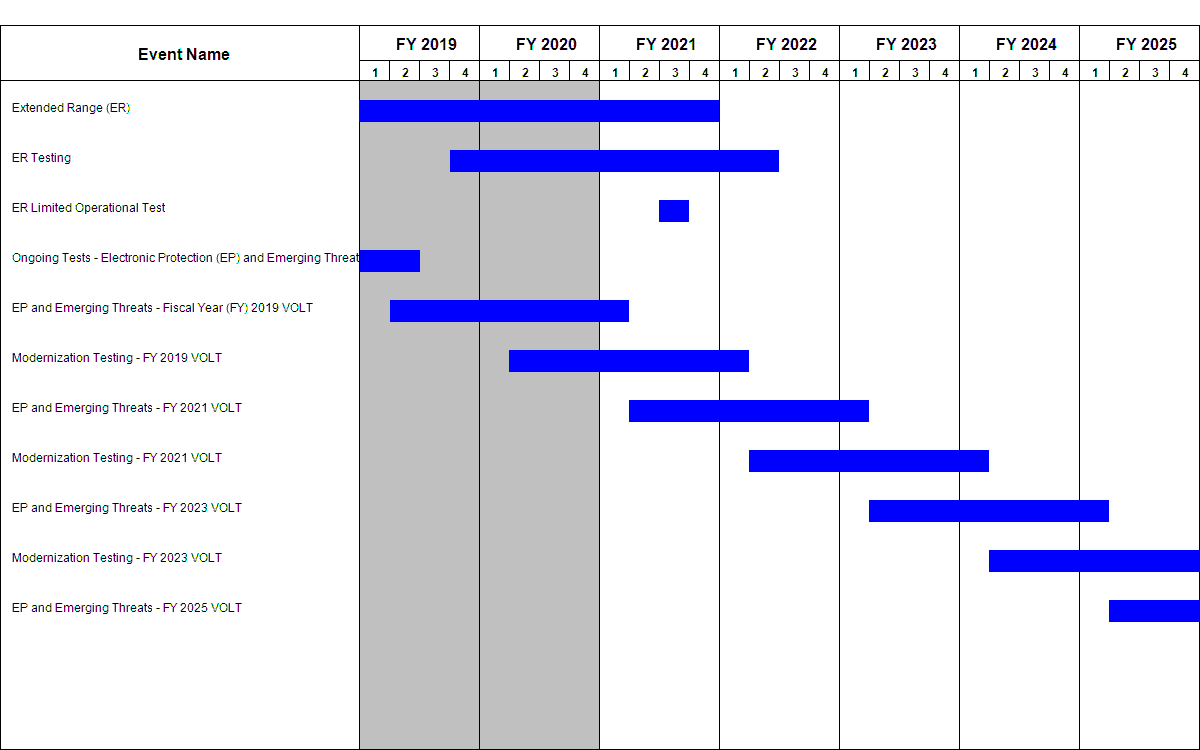 Event Name FY 2019 FY 2020 FY 2021 FY 2022 FY 2023 FY 2024 FY 2025
1 2 3 4 1 2 3 4 1 2 3 4 1 2 3 4 1 2 3 4 1 2 3 4 1 2 3 4
Extended Range (ER)
ER Testing
ER Limited Operational Test
Ongoing Tests - Electronic Protection (EP) and Emerging Threat
EP and Emerging Threats - Fiscal Year (FY) 2019 VOLT
Modernization Testing - FY 2019 VOLT
EP and Emerging Threats - FY 2021 VOLT
Modernization Testing - FY 2021 VOLT
EP and Emerging Threats - FY 2023 VOLT
Modernization Testing - FY 2023 VOLT
EP and Emerging Threats - FY 2025 VOLT